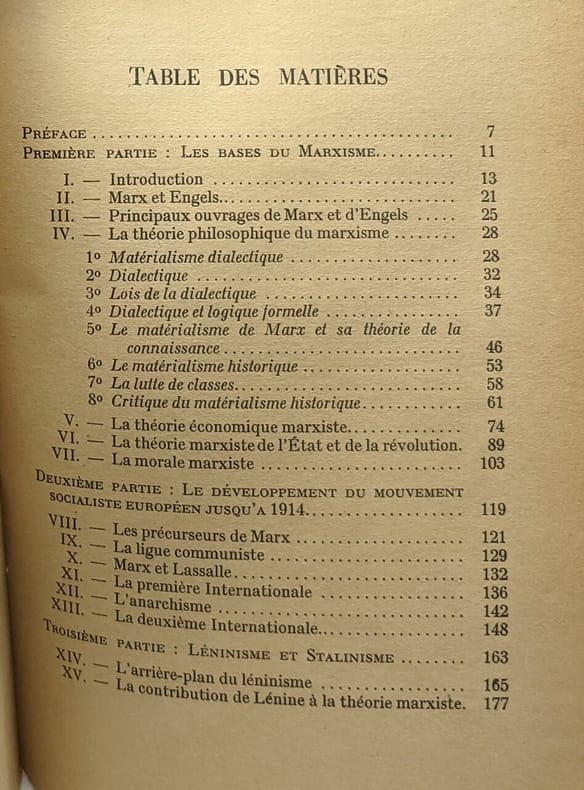 TABLE DES MATIÈRES
PRÉFACE ........................................ 7
PREMIÈRE PARTIE : LES BASES DU MARXISME.......... 11
I. — Introduction ........................... 13
II. — Marx et Engels......................... 21
III. — Principaux ouvrages de Marx et d'Engels ..... 25
IV. — La théorie philosophique du marxisme ........ 28
1º Matérialisme dialectique .................. 28
2º Dialectique ............................ 32
3º Lois de la dialectique ..................... 34
4º Dialectique et logique formelle ............... 37
5º Le matérialisme de Marx et sa théorie de la
connaissance .......................... 46
6º Le matérialisme historique ................. 53
7º La lutte de classes........................ 58
8º Critique du matérialisme historique............ 61
V. — La théorie économique marxiste............. 74
VI. — La théorie marxiste de l'État et de la révolution. 89
VII. — La morale marxiste ...................... 103
DEUXIÈME PARTIE : LE DÉVELOPPEMENT DU MOUVEMENT
SOCIALISTE EUROPÉEN JUSQU'A 1914................. 119
VIII. — Les précurseurs de Marx .................. 121
IX. — La ligue communiste ..................... 129
X. — Marx et Lassalle......................... 132
XI. — La première Internationale ................ 136
XII. — L'anarchisme .......................... 142
XIII. — La deuxième Internationale................ 148
TROISIÈME PARTIE : LÉNINISME ET STALINISME ........ 163
XIV. — L'arrière-plan du léninisme ............... 165
XV. — La contribution de Lénine à la théorie marxiste. 177